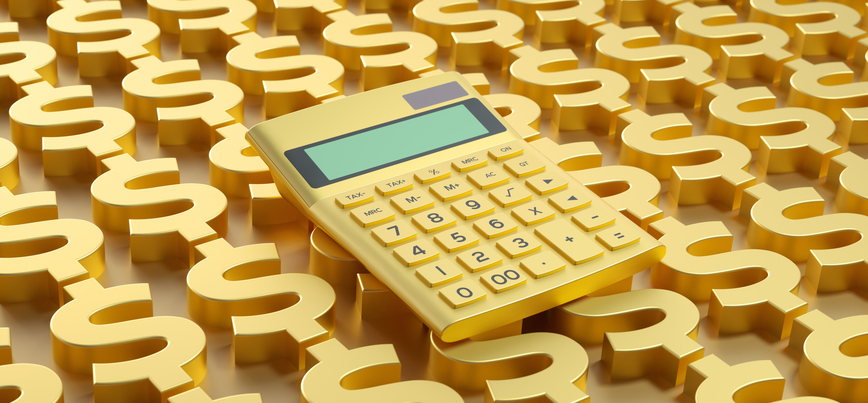 TAX- TAX+ % MRC ON
MRC M- M+ AC GT
7 8 9 √ ▶
4 5 6 X ◀
1 2 3 + -
0 00 . =
$ $ $ $ $ $ $ $